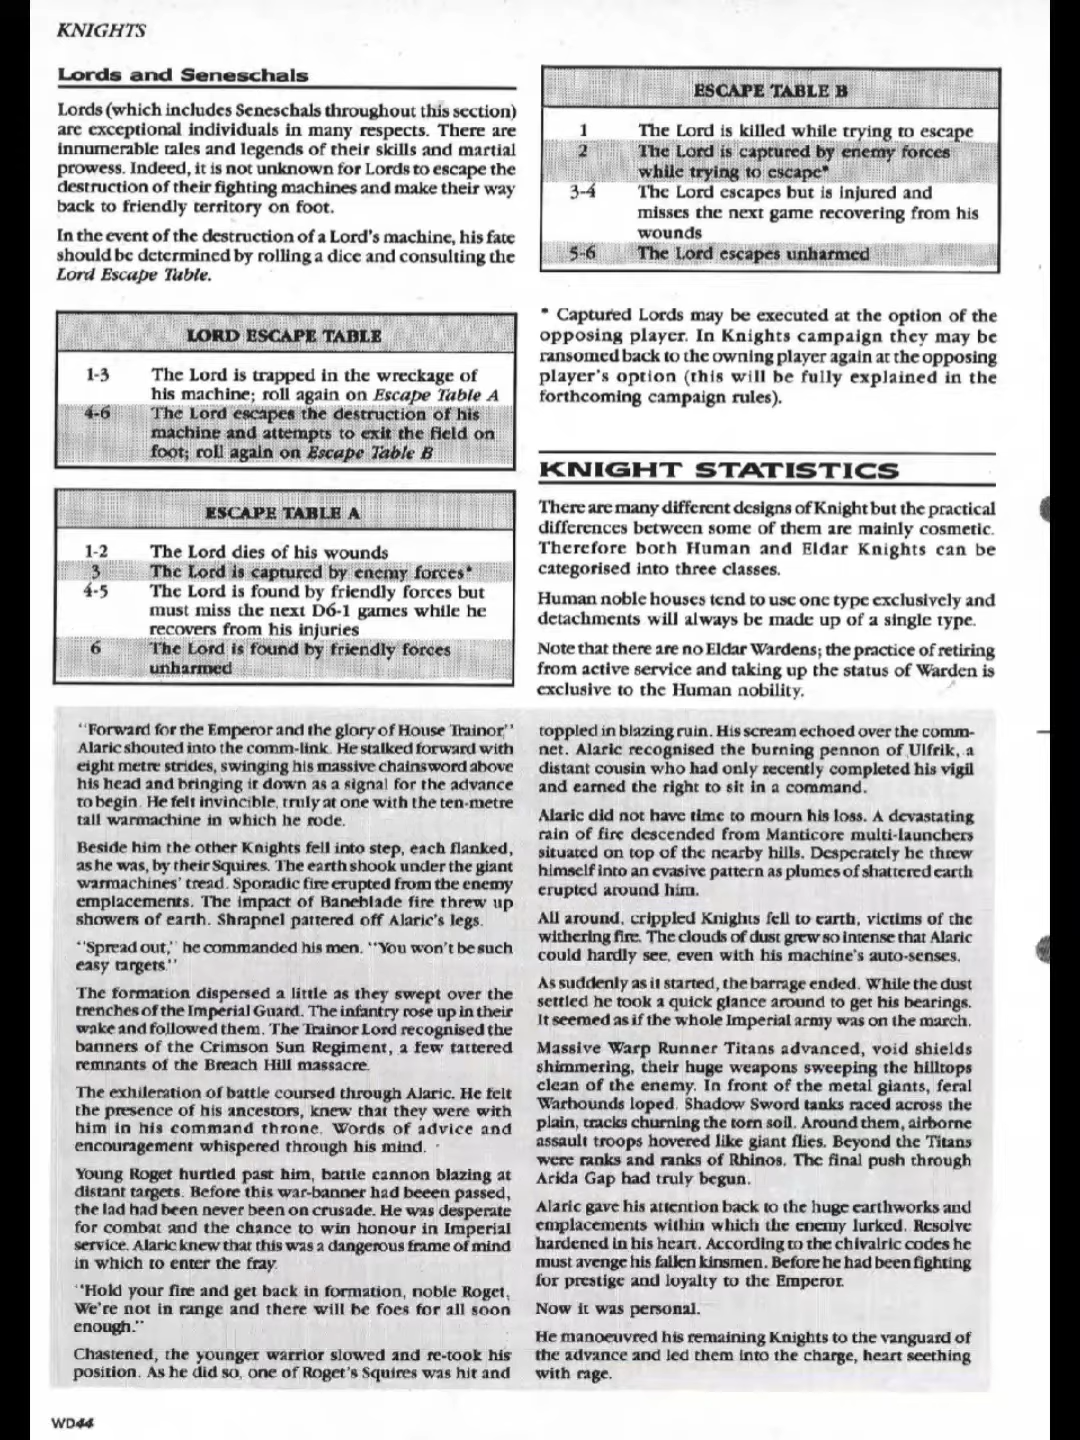 KNIGHTS
Lords and Seneschals
Lords (which includes Seneschals throughout this section)
are exceptional individuals in many respects. There are
innumerable tales and legends of their skills and martial
prowess. Indeed, it is not unknown for Lords to escape the
destruction of their fighting machines and make their way
back to friendly territory on foot.
In the event of the destruction of a Lord's machine, his fate
should be determined by rolling a dice and consulting the
Lord Escape Table.
LORD ESCAPE TABLE
1-3 The Lord is trapped in the wreckage of
his machine; roll again on Escape Table A
4-6 The Lord escapes the destruction of his
machine and attempts to exit the field on
foot; roll again on Escape Table B
ESCAPE TABLE A
1-2 The Lord dies of his wounds
3 The Lord is captured by enemy forces*
4-5 The Lord is found by friendly forces but
must miss the next D6-1 games while he
recovers from his injuries
6 The Lord is found by friendly forces
unharmed
ESCAPE TABLE B
1 The Lord is killed while trying to escape
2 The Lord is captured by enemy forces
while trying to escape*
3-4 The Lord escapes but is injured and
misses the next game recovering from his
wounds
5-6 The Lord escapes unharmed
* Captured Lords may be executed at the option of the
opposing player. In Knights campaign they may be
ransomed back to the owning player again at the opposing
player's option (this will be fully explained in the
forthcoming campaign rules).
KNIGHT STATISTICS
There are many different designs of Knight but the practical
differences between some of them are mainly cosmetic.
Therefore both Human and Eldar Knights can be
categorised into three classes.
Human noble houses tend to use one type exclusively and
detachments will always be made up of a single type.
Note that there are no Eldar Wardens; the practice of retiring
from active service and taking up the status of Warden is
exclusive to the Human nobility.
"Forward for the Emperor and the glory of House Trainor,"
Alaric shouted into the comm-link. He stalked forward with
eight metre strides, swinging his massive chainsword above
his head and bringing it down as a signal for the advance
to begin. He felt invincible, truly at one with the ten-metre
tall warmachine in which he rode.
Beside him the other Knights fell into step, each flanked,
as he was, by their Squires. The earth shook under the giant
warmachines' tread. Sporadic fire erupted from the enemy
emplacements. The impact of Baneblade fire threw up
showers of earth. Shrapnel pattered off Alaric's legs.
"Spread out," he commanded his men. "You won't be such
easy targets."
The formation dispersed a little as they swept over the
trenches of the Imperial Guard. The infantry rose up in their
wake and followed them. The Trainor Lord recognised the
banners of the Crimson Sun Regiment, a few tattered
remnants of the Breach Hill massacre.
The exhileration of battle coursed through Alaric. He felt
the presence of his ancestors, knew that they were with
him in his command throne. Words of advice and
encouragement whispered through his mind.
Young Roget hurtled past him, battle cannon blazing at
distant targets. Before this war-banner had beeen passed,
the lad had been never been on crusade. He was desperate
for combat and the chance to win honour in Imperial
service. Alaric knew that this was a dangerous frame of mind
in which to enter the fray.
"Hold your fire and get back in formation, noble Roget,
We're not in range and there will be foes for all soon
enough."
Chastened, the younger warrior slowed and re-took his
position. As he did so, one of Roget's Squires was hit and
toppled in blazing ruin. His scream echoed over the comm-
net. Alaric recognised the burning pennon of Ulfrik, a
distant cousin who had only recently completed his vigil
and earned the right to sit in a command.
Alaric did not have time to mourn his loss. A devastating
rain of fire descended from Manticore multi-launchers
situated on top of the nearby hills. Desperately he threw
himself into an evasive pattern as plumes of shattered earth
erupted around him.
All around, crippled Knights fell to earth, victims of the
withering fire. The clouds of dust grew so intense that Alaric
could hardly see, even with his machine's auto-senses.
As suddenly as it started, the barrage ended. While the dust
settled he took a quick glance around to get his bearings.
It seemed as if the whole Imperial army was on the march.
Massive Warp Runner Titans advanced, void shields
shimmering, their huge weapons sweeping the hilltops
clean of the enemy. In front of the metal giants, feral
Warhounds loped. Shadow Sword tanks raced across the
plain, tracks churning the torn soil. Around them, airborne
assault troops hovered like giant flies. Beyond the Titans
were ranks and ranks of Rhinos. The final push through
Arida Gap had truly begun.
Alaric gave his attention back to the huge earthworks and
emplacements within which the enemy lurked. Resolve
hardened in his heart. According to the chivalric codes he
must avenge his fallen kinsmen. Before he had been fighting
for prestige and loyalty to the Emperor.
Now it was personal.
He manoeuvred his remaining Knights to the vanguard of
the advance and led them into the charge, heart seething
with rage.
WD44